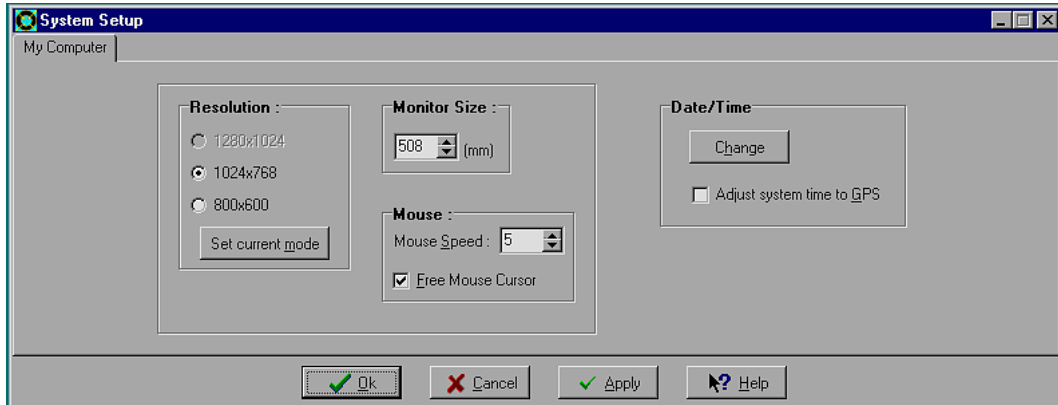 System Setup
My Computer
Resolution :
1280x1024
1024x768
800x600
Set current mode
Monitor Size :
508 (mm)
Mouse :
Mouse Speed : 5
Free Mouse Cursor
Date/Time
Change
Adjust system time to GPS
Ok Cancel Apply Help